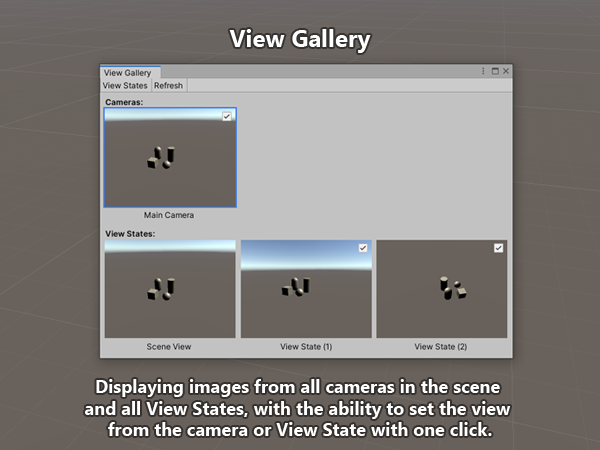 View Gallery
View Gallery
View States Refresh
Cameras:
Main Camera
View States:
Scene View View State (1) View State (2)
Displaying images from all cameras in the scene
and all View States, with the ability to set the view
from the camera or View State with one click.